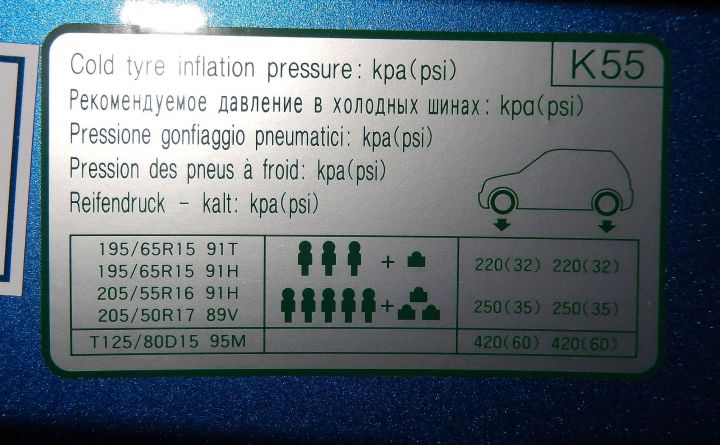 Cold tyre inflation pressure: kpa(psi)
K55
Рекомендуемое давление в холодных шинах: kpa(psi)
Pressione gonfiaggio pneumatici: kpa(psi)
Pression des pneus à froid: kpa(psi)
Reifendruck - kalt: kpa(psi)
195/65R15 91T
195/65R15 91H
+
220(32) 220(32)
205/55R16 91H
205/50R17 89V
+
250(35) 250(35)
T125/80D15 95M
420(60) 420(60)